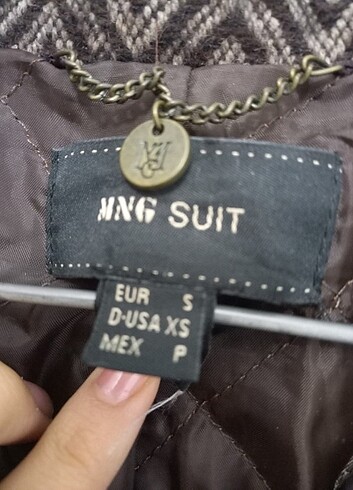 MNG SUIT
EUR S
D-USA XS
MEX P